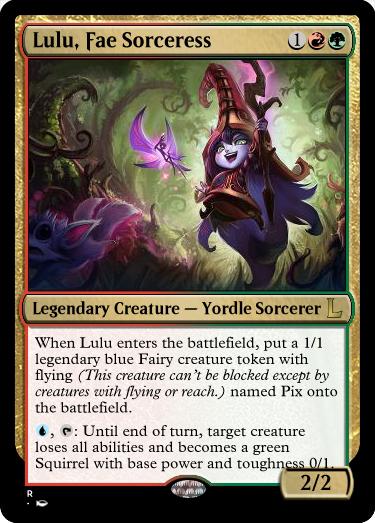 Lulu, Fae Sorceress 1
Legendary Creature — Yordle Sorcerer L
When Lulu enters the battlefield, put a 1/1
legendary blue Fairy creature token with
flying (This creature can't be blocked except by
creatures with flying or reach.) named Pix onto
the battlefield.
, : Until end of turn, target creature
loses all abilities and becomes a green
Squirrel with base power and toughness 0/1.
2/2
R